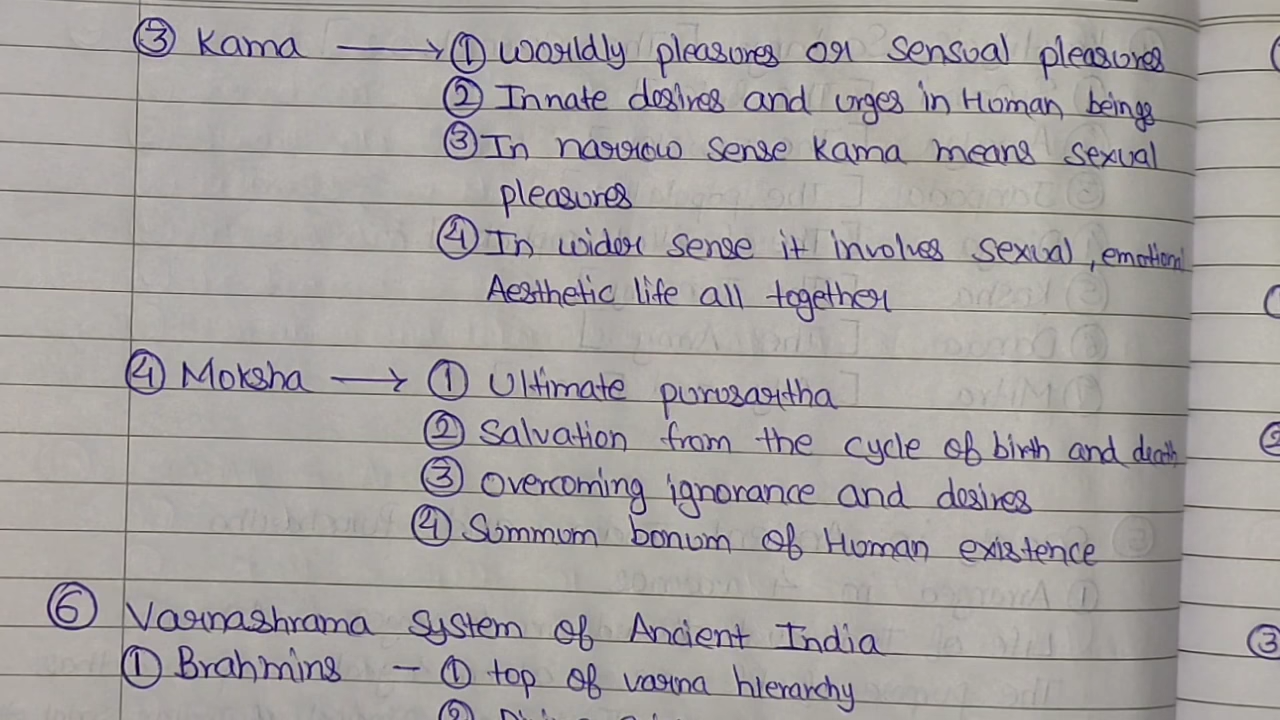 ③ Kama → ① Worldly pleasures or sensual pleasures
② Innate desires and urges in Human beings
③ In narrow sense Kama means sexual
pleasures
④ In wider sense it involves sexual, emotional
Aesthetic life all together
④ Moksha → ① Ultimate purusartha
② Salvation from the cycle of birth and death
③ Overcoming ignorance and desires
④ Summum bonum of Human existence
⑥ Varnashrama System of Ancient India
① Brahmins - ① top of varna hierarchy
②
②
③